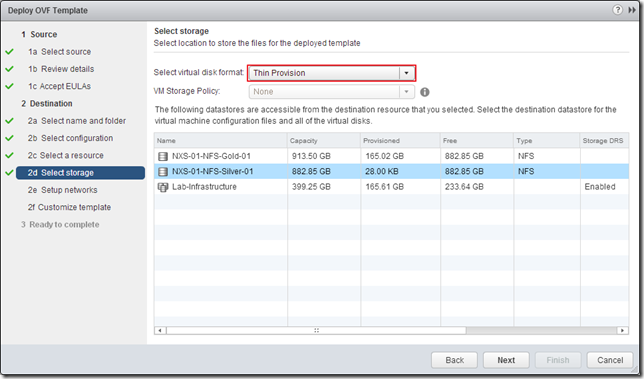 Deploy OVF Template
1 Source
1a Select source
1b Review details
1c Accept EULAs
2 Destination
2a Select name and folder
2b Select configuration
2c Select a resource
2d Select storage
2e Setup networks
2f Customize template
3 Ready to complete
Select storage
Select location to store the files for the deployed template
Select virtual disk format: Thin Provision
VM Storage Policy: None
The following datastores are accessible from the destination resource that you selected. Select the destination datastore for the
virtual machine configuration files and all of the virtual disks.
Name Capacity Provisioned Free Type Storage DRS
NXS-01-NFS-Gold-01 913.50 GB 165.02 GB 882.85 GB NFS
NXS-01-NFS-Silver-01 882.85 GB 28.00 KB 882.85 GB NFS
Lab-Infrastructure 399.25 GB 165.61 GB 233.64 GB Enabled
Back Next Finish Cancel